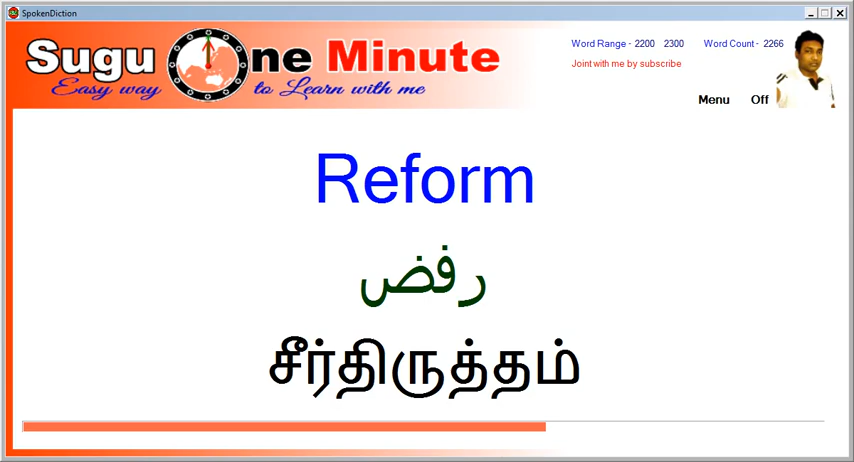 SpokenDiction
Sugu One Minute
Easy way to Learn with me
Word Range - 2200 2300 Word Count - 2266
Joint with me by subscribe
Menu Off
Reform
رفض
சீர்திருத்தம்